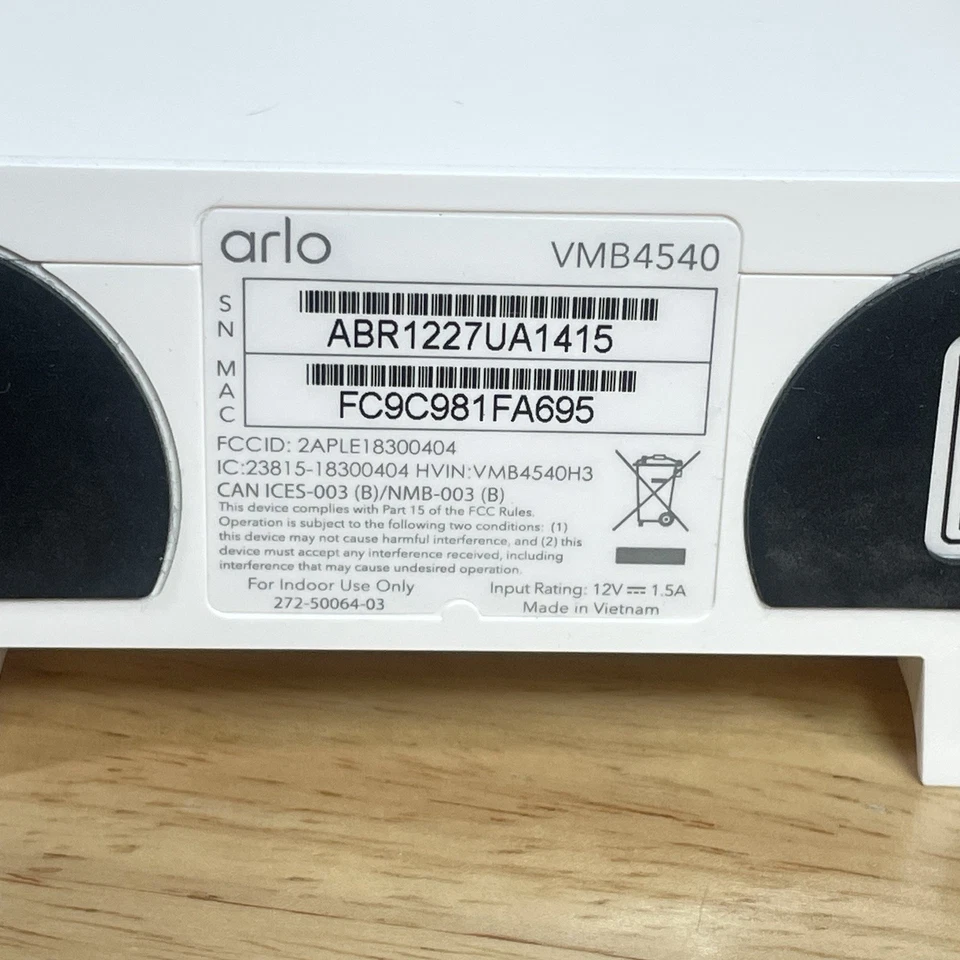 arlo VMB4540
SN ABR1227UA1415
MAC FC9C981FA695
FCCID: 2APLE18300404
IC:23815-18300404 HVIN:VMB4540H3
CAN ICES-003 (B)/NMB-003 (B)
This device complies with Part 15 of the FCC Rules.
Operation is subject to the following two conditions: (1)
this device may not cause harmful interference, and (2) this
device must accept any interference received, including
interference that may cause undesired operation.
For Indoor Use Only
272-50064-03
Input Rating: 12V⎓1.5A
Made in Vietnam